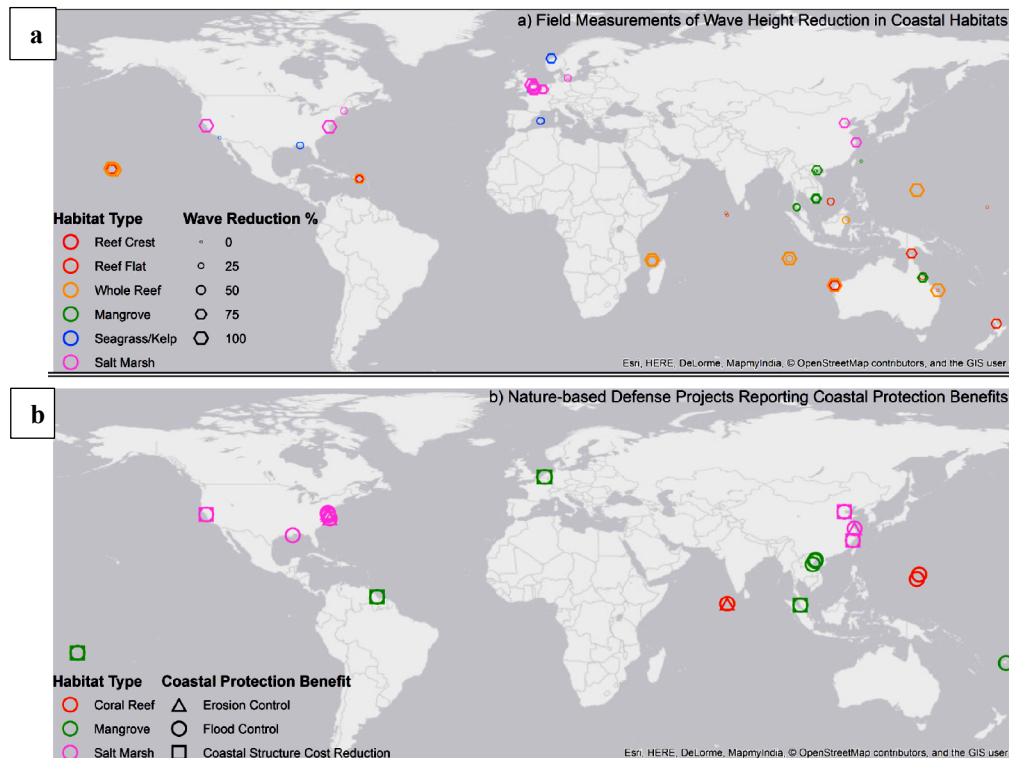 a
a) Field Measurements of Wave Height Reduction in Coastal Habitats
Habitat Type Wave Reduction %
Reef Crest 0
Reef Flat 25
Whole Reef 50
Mangrove 75
Seagrass/Kelp 100
Salt Marsh
Esri, HERE, DeLorme, MapmyIndia, © OpenStreetMap contributors, and the GIS user
b
b) Nature-based Defense Projects Reporting Coastal Protection Benefits
Habitat Type Coastal Protection Benefit
Coral Reef Erosion Control
Mangrove Flood Control
Salt Marsh Coastal Structure Cost Reduction
Esri, HERE, DeLorme, MapmyIndia, © OpenStreetMap contributors, and the GIS user